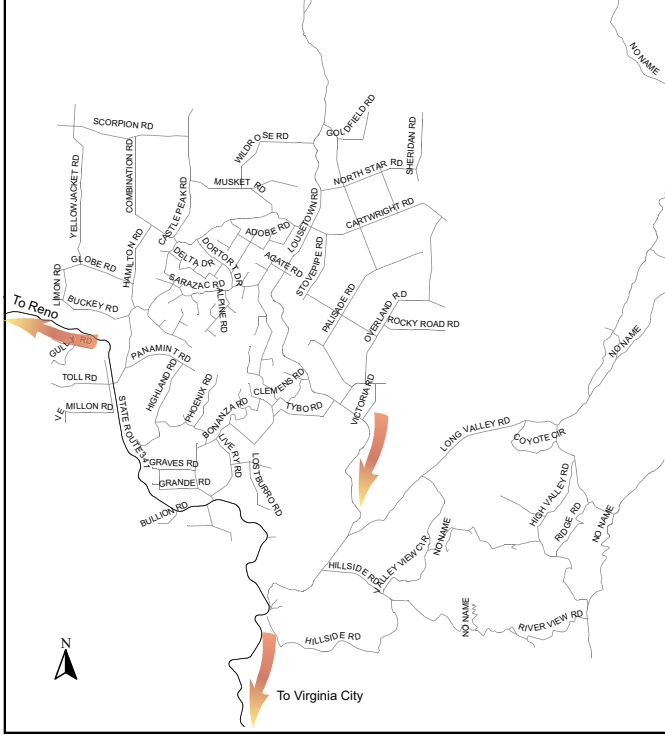 NO NAME
GOLDFIELD RD
SCORPION RD
SHERIDAN RD
WILDROSE RD
COMBINATION RD
YELLOWJACKET RD
NORTH STAR RD
MUSKET RD
CASTLE PEAK RD
LOUSETOWN RD
CARTWRIGHT RD
ADOBE RD
HAMILTON RD
DORTORT DR
DELTA DR
STOVEPIPE RD
AGATE RD
GLOBE RD
LIMON RD
SARAZAC RD
BUCKEY RD
ALPINE RD
PALISADE RD
OVERLAND RD
To Reno
ROCKY ROAD RD
NO NAME
GULLY RD
PANAMINT RD
TOLL RD
HIGHLAND RD
PHOENIX RD
CLEMENS RD
VICTORIA RD
VE
MILLON RD
STATE ROUTE 341
BONANZA RD
TYBO RD
LONG VALLEY RD
COYOTE CIR
LIVERY RD
LOST BURRO RD
GRAVES RD
GRANDE RD
HIGH VALLEY RD
RIDGE RD
NO NAME
BULLION RD
NO NAME
VALLEY VIEW CIR
HILLSIDE RD
NO NAME
RIVER VIEW RD
HILLSIDE RD
N
To Virginia City